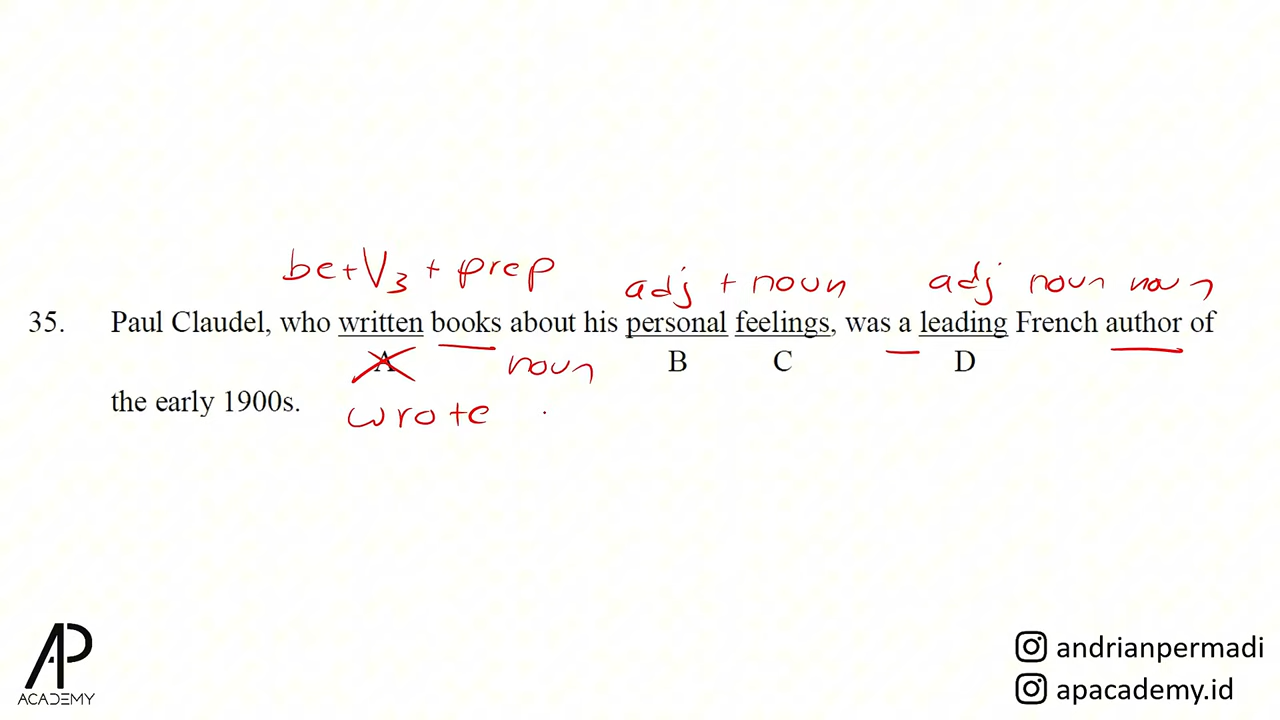 be+V3 + prep
adj + noun
adj noun noun
35. Paul Claudel, who written books about his personal feelings, was a leading French author of
A noun B C D
the early 1900s.
wrote
AP
ACADEMY
andrianpermadi
apacademy.id